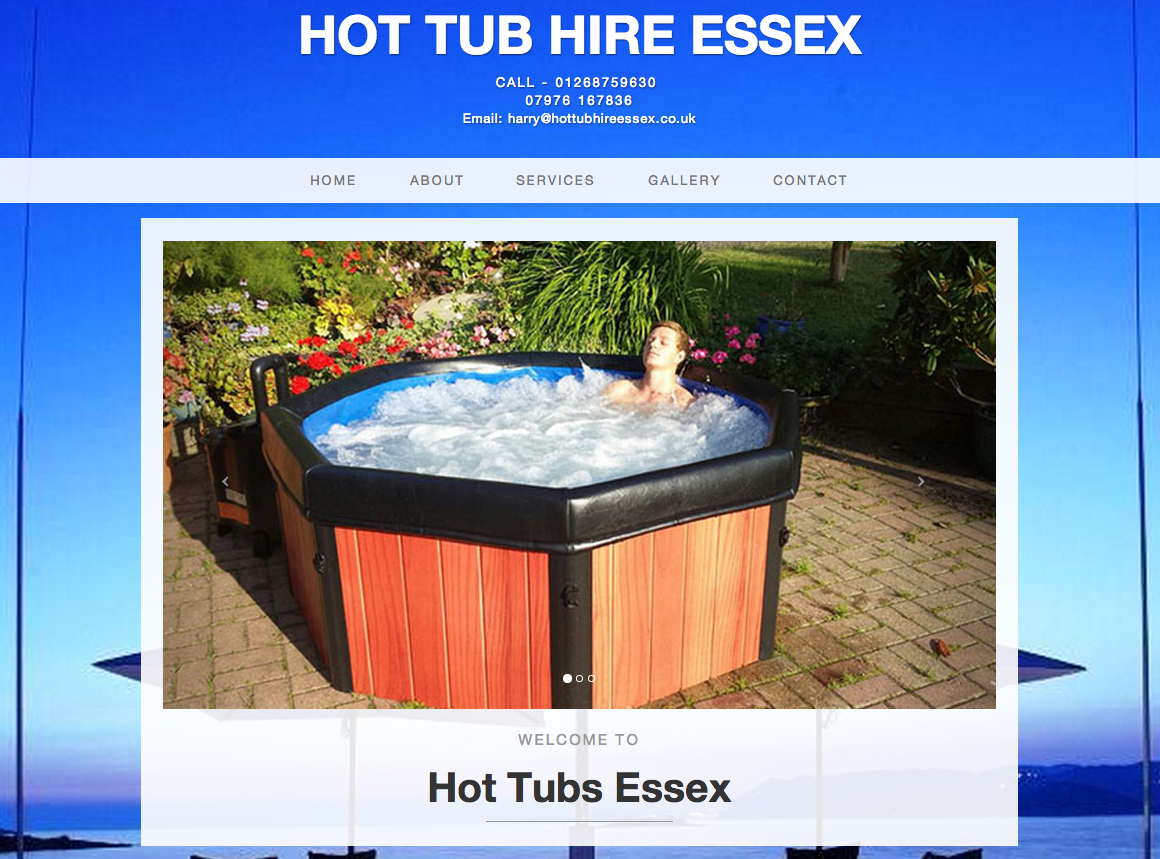 HOT TUB HIRE ESSEX
CALL - 01268759630
07976 167836
Email: harry@hottubhireessex.co.uk
HOME ABOUT SERVICES GALLERY CONTACT
WELCOME TO
Hot Tubs Essex